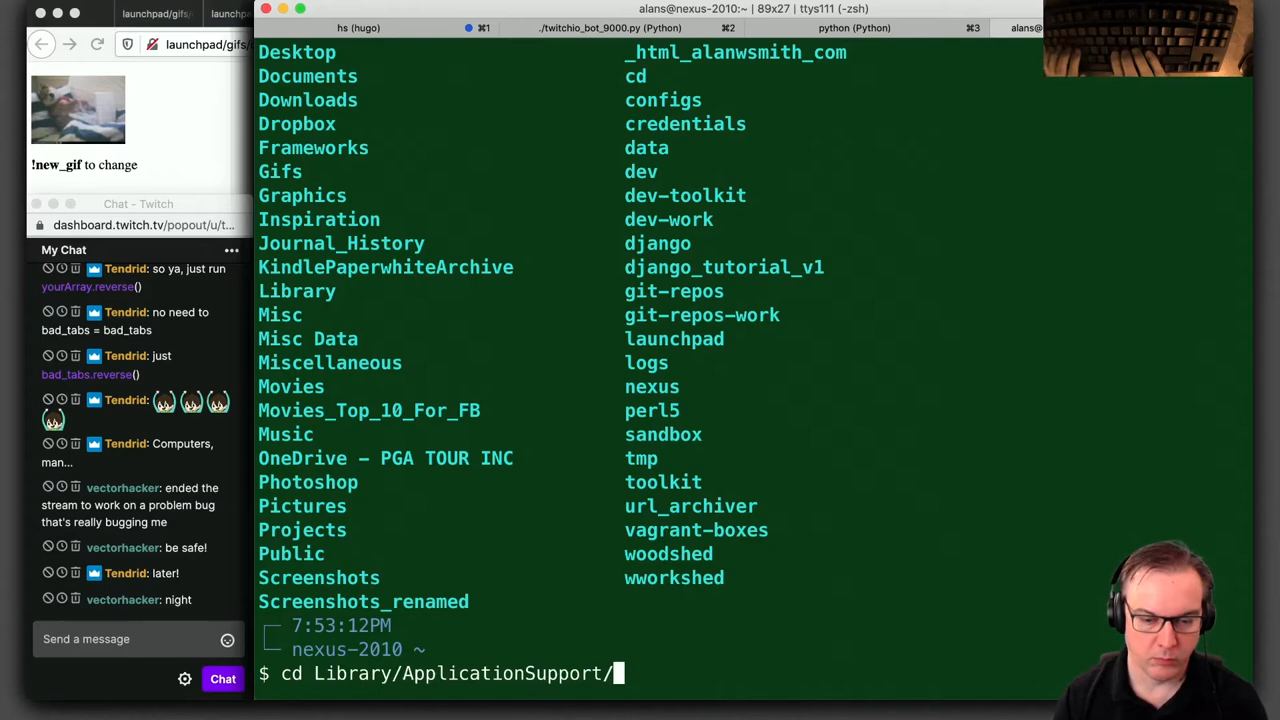 launchpad/gifs/
launchp
launchpad/gifs/
!new_gif to change
Chat - Twitch
dashboard.twitch.tv/popout/u/t...
My Chat
Tendrid: so ya, just run
yourArray.reverse()
Tendrid: no need to
bad_tabs = bad_tabs
Tendrid: just
bad_tabs.reverse()
Tendrid:
Tendrid: Computers,
man...
vectorhacker: ended the
stream to work on a problem bug
that's really bugging me
vectorhacker: be safe!
Tendrid: later!
vectorhacker: night
Send a message
Chat
alans@nexus-2010:~ | 89x27 | ttys111 (-zsh)
hs (hugo) ⌘1
./twitchio_bot_9000.py (Python) ⌘2
python (Python) ⌘3
alans@
Desktop _html_alanwsmith_com
Documents cd
Downloads configs
Dropbox credentials
Frameworks data
Gifs dev
Graphics dev-toolkit
Inspiration dev-work
Journal_History django
KindlePaperwhiteArchive django_tutorial_v1
Library git-repos
Misc git-repos-work
Misc Data launchpad
Miscellaneous logs
Movies nexus
Movies_Top_10_For_FB perl5
Music sandbox
OneDrive - PGA TOUR INC tmp
Photoshop toolkit
Pictures url_archiver
Projects vagrant-boxes
Public woodshed
Screenshots wworkshed
Screenshots_renamed
7:53:12PM
nexus-2010 ~
$ cd Library/ApplicationSupport/